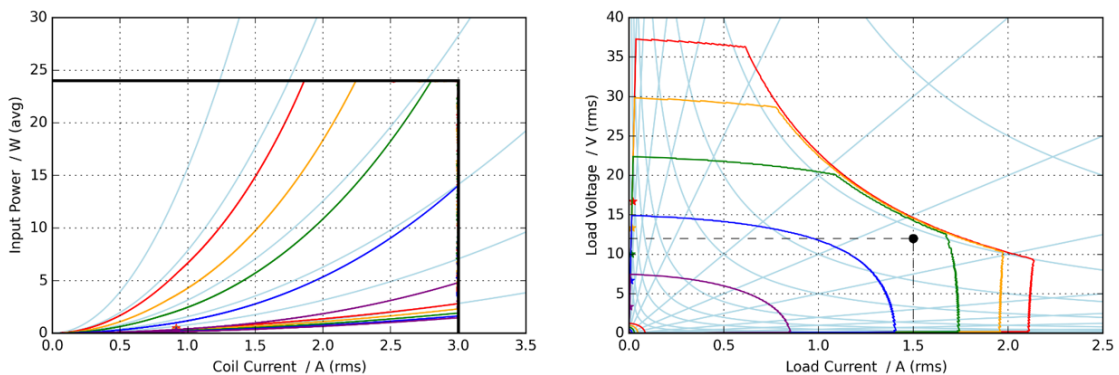 30
25
20
15
10
5
0
0.0 0.5 1.0 1.5 2.0 2.5 3.0 3.5
Input Power / W (avg)
Coil Current / A (rms)
40
35
30
25
20
15
10
5
0
0.0 0.5 1.0 1.5 2.0 2.5
Load Voltage / V (rms)
Load Current / A (rms)